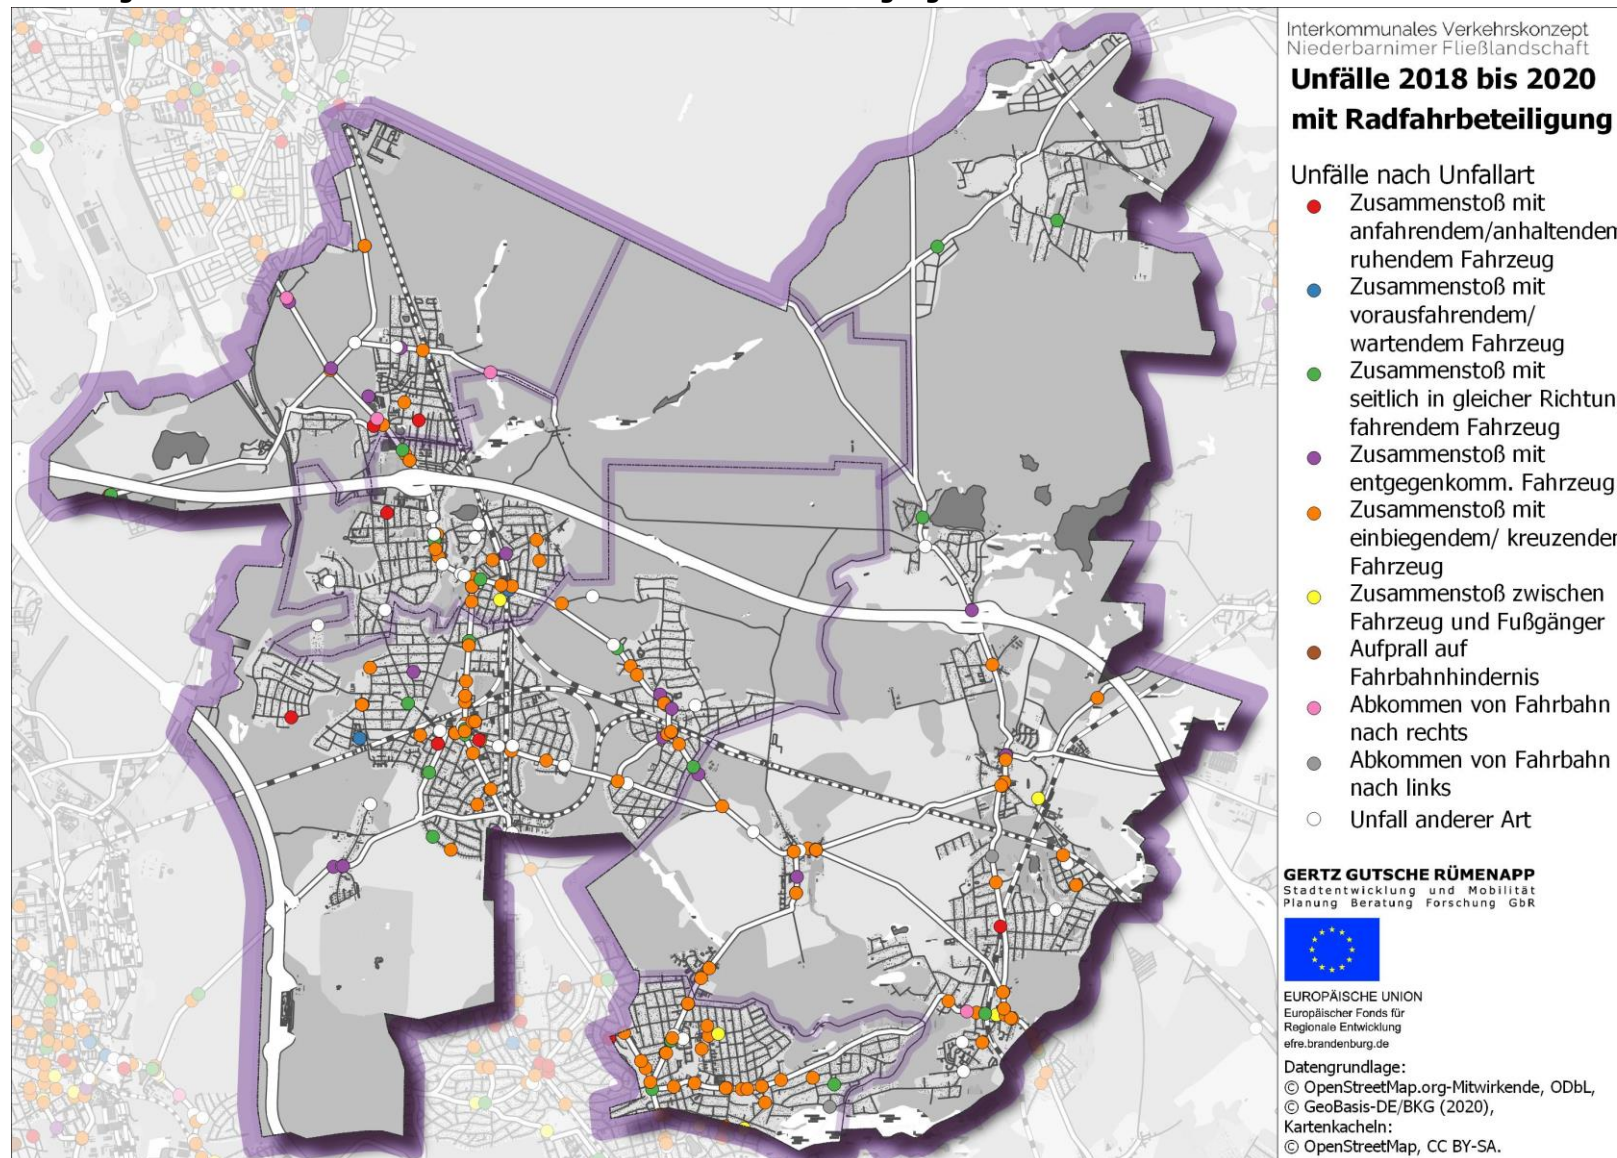 Interkommunales Verkehrskonzept
Niederbarnimer Fließlandschaft
Unfälle 2018 bis 2020
mit Radfahrbeteiligung
Unfälle nach Unfallart
Zusammenstoß mit
anfahrendem/anhaltendem
ruhendem Fahrzeug
Zusammenstoß mit
vorausfahrendem/
wartendem Fahrzeug
Zusammenstoß mit
seitlich in gleicher Richtun
fahrendem Fahrzeug
Zusammenstoß mit
entgegenkomm. Fahrzeug
Zusammenstoß mit
einbiegendem/ kreuzender
Fahrzeug
Zusammenstoß zwischen
Fahrzeug und Fußgänger
Aufprall auf
Fahrbahnhindernis
Abkommen von Fahrbahn
nach rechts
Abkommen von Fahrbahn
nach links
Unfall anderer Art
GERTZ GUTSCHE RÜMENAPP
Stadtentwicklung und Mobilität
Planung Beratung Forschung GbR
EUROPÄISCHE UNION
Europäischer Fonds für
Regionale Entwicklung
efre.brandenburg.de
Datengrundlage:
© OpenStreetMap.org-Mitwirkende, ODbL,
© GeoBasis-DE/BKG (2020),
Kartenkacheln:
© OpenStreetMap, CC BY-SA.